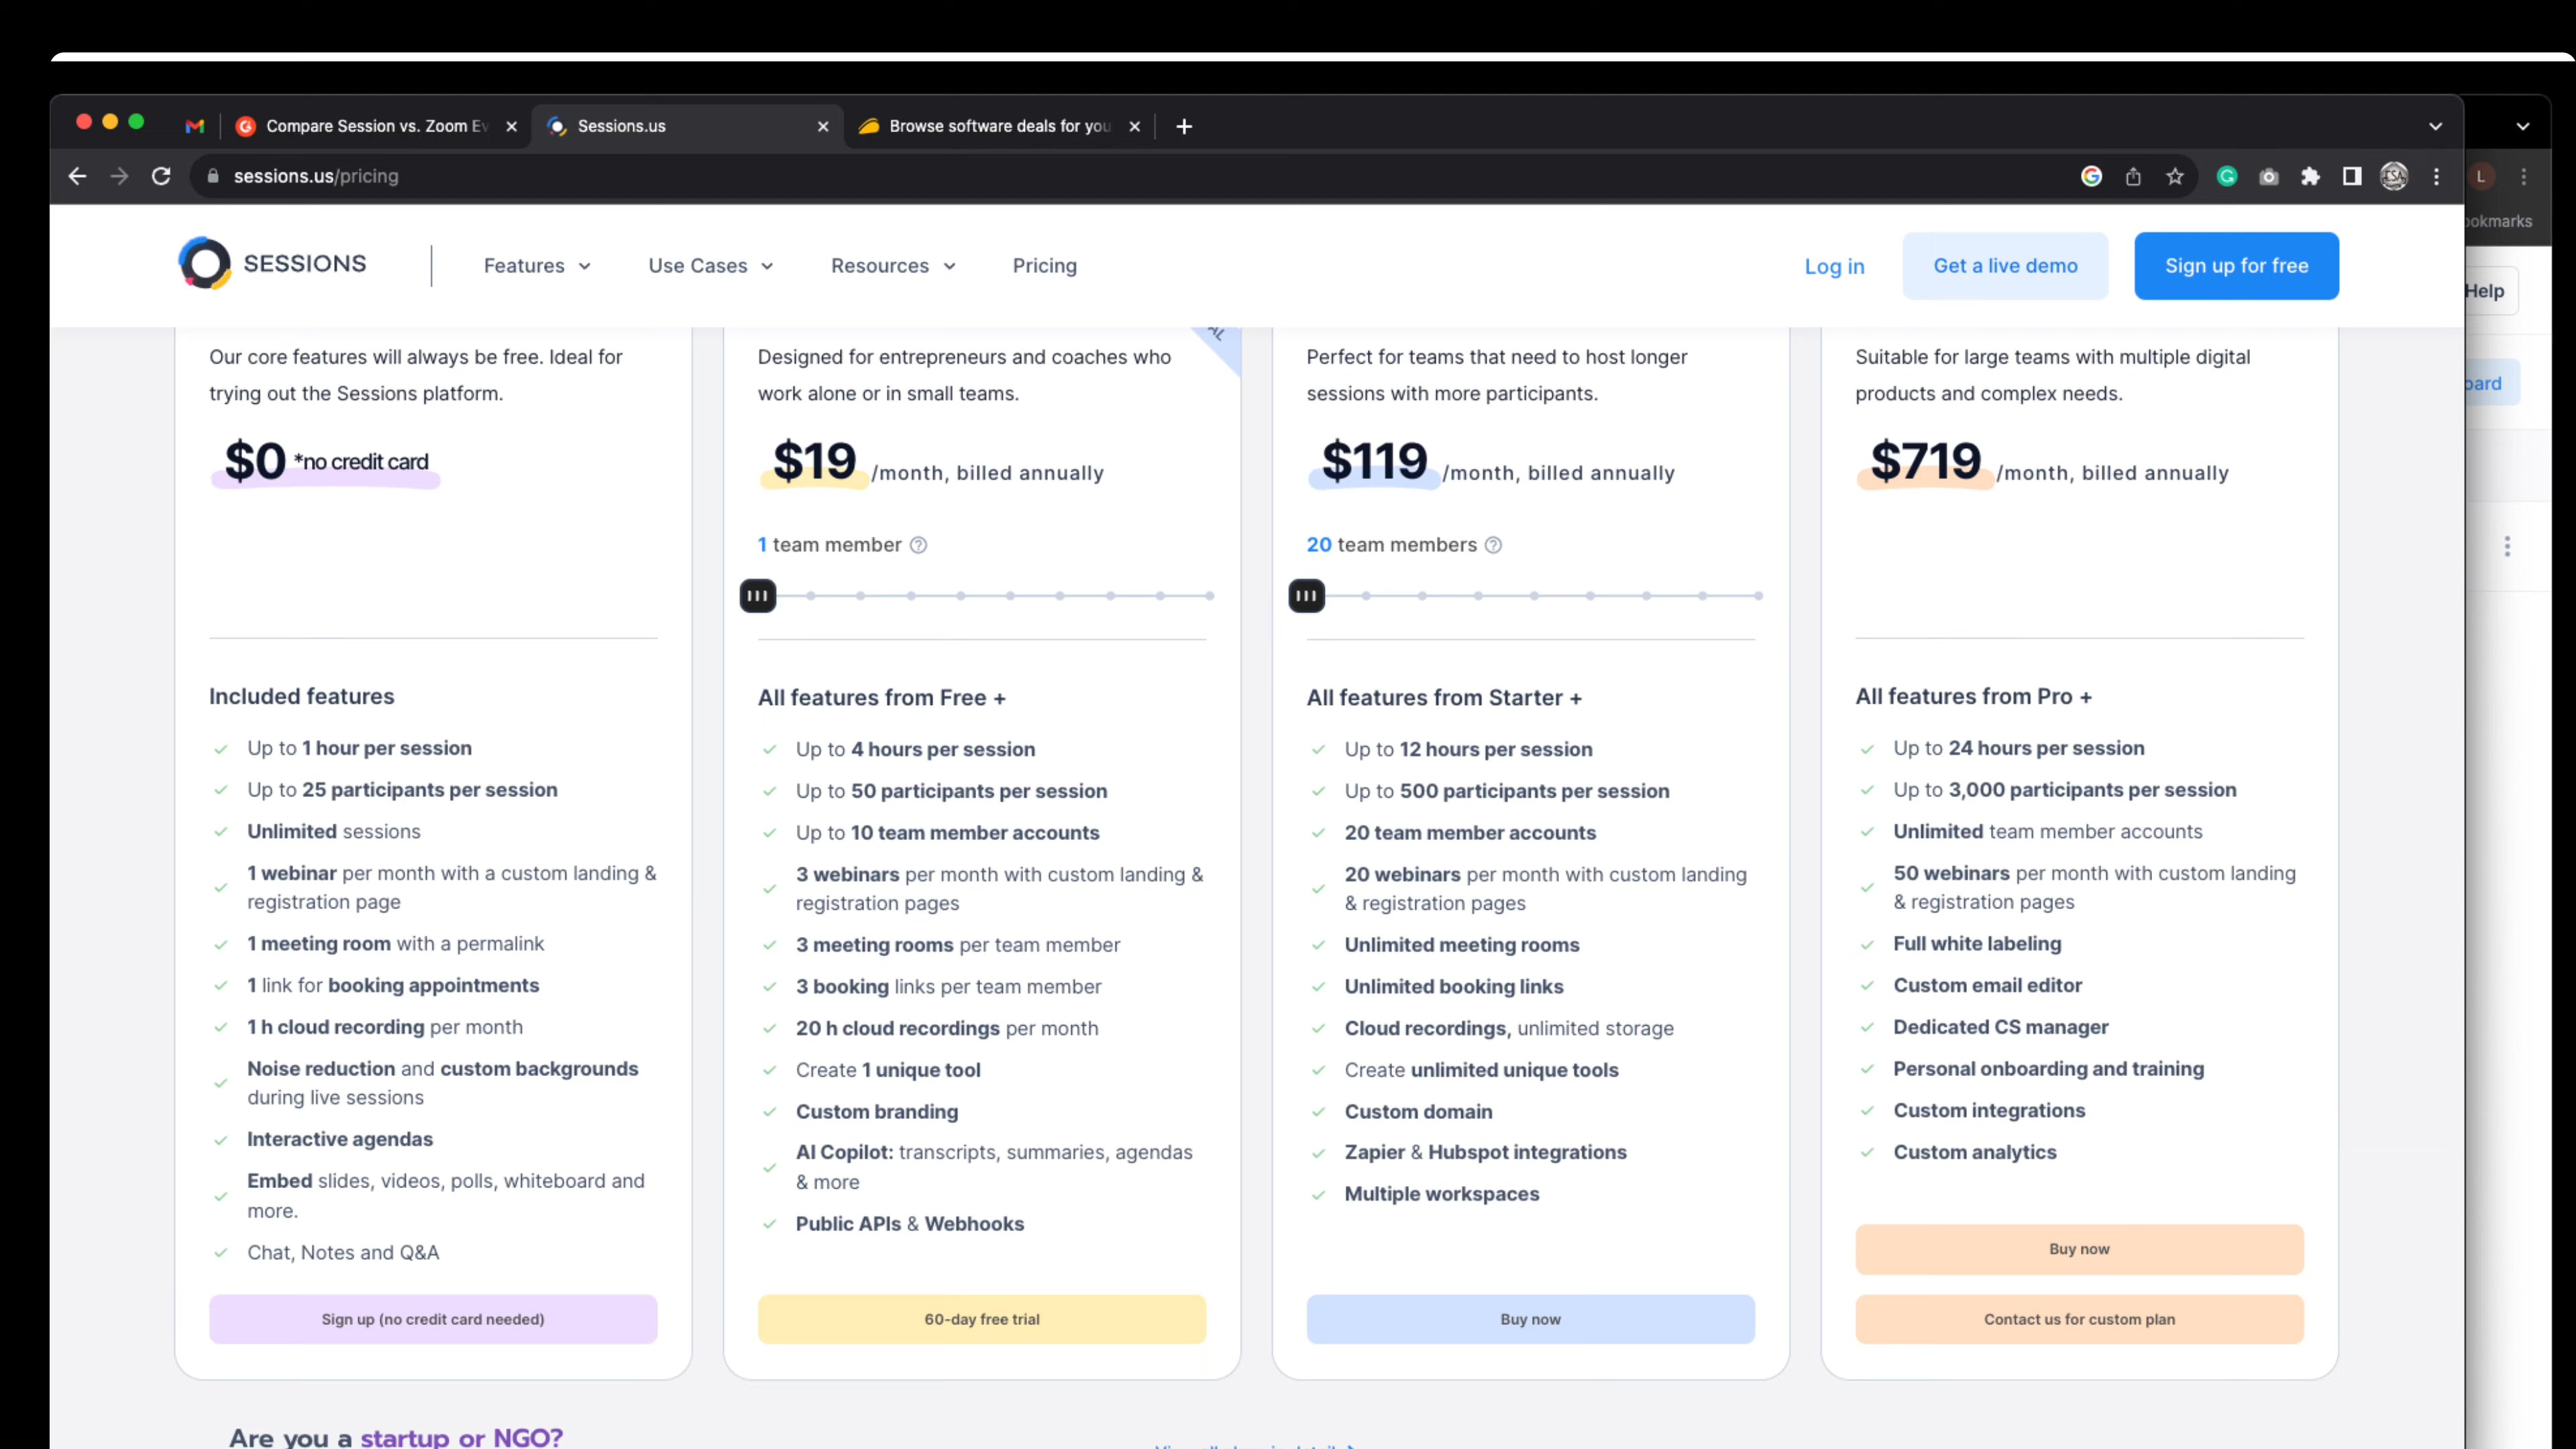 Compare Session vs. Zoom Ev
Sessions.us
Browse software deals for you
sessions.us/pricing
L
ookmarks
SESSIONS
Features
Use Cases
Resources
Pricing
Log in
Get a live demo
Sign up for free
Help
oard
AL
Our core features will always be free. Ideal for
trying out the Sessions platform.
$0 *no credit card
Included features
Up to 1 hour per session
Up to 25 participants per session
Unlimited sessions
1 webinar per month with a custom landing &
registration page
1 meeting room with a permalink
1 link for booking appointments
1 h cloud recording per month
Noise reduction and custom backgrounds
during live sessions
Interactive agendas
Embed slides, videos, polls, whiteboard and
more.
Chat, Notes and Q&A
Sign up (no credit card needed)
Designed for entrepreneurs and coaches who
work alone or in small teams.
$19 /month, billed annually
1 team member
All features from Free +
Up to 4 hours per session
Up to 50 participants per session
Up to 10 team member accounts
3 webinars per month with custom landing &
registration pages
3 meeting rooms per team member
3 booking links per team member
20 h cloud recordings per month
Create 1 unique tool
Custom branding
AI Copilot: transcripts, summaries, agendas
& more
Public APIs & Webhooks
60-day free trial
Perfect for teams that need to host longer
sessions with more participants.
$119 /month, billed annually
20 team members
All features from Starter +
Up to 12 hours per session
Up to 500 participants per session
20 team member accounts
20 webinars per month with custom landing
& registration pages
Unlimited meeting rooms
Unlimited booking links
Cloud recordings, unlimited storage
Create unlimited unique tools
Custom domain
Zapier & Hubspot integrations
Multiple workspaces
Buy now
Suitable for large teams with multiple digital
products and complex needs.
$719 /month, billed annually
All features from Pro +
Up to 24 hours per session
Up to 3,000 participants per session
Unlimited team member accounts
50 webinars per month with custom landing
& registration pages
Full white labeling
Custom email editor
Dedicated CS manager
Personal onboarding and training
Custom integrations
Custom analytics
Buy now
Contact us for custom plan
Are you a startup or NGO?